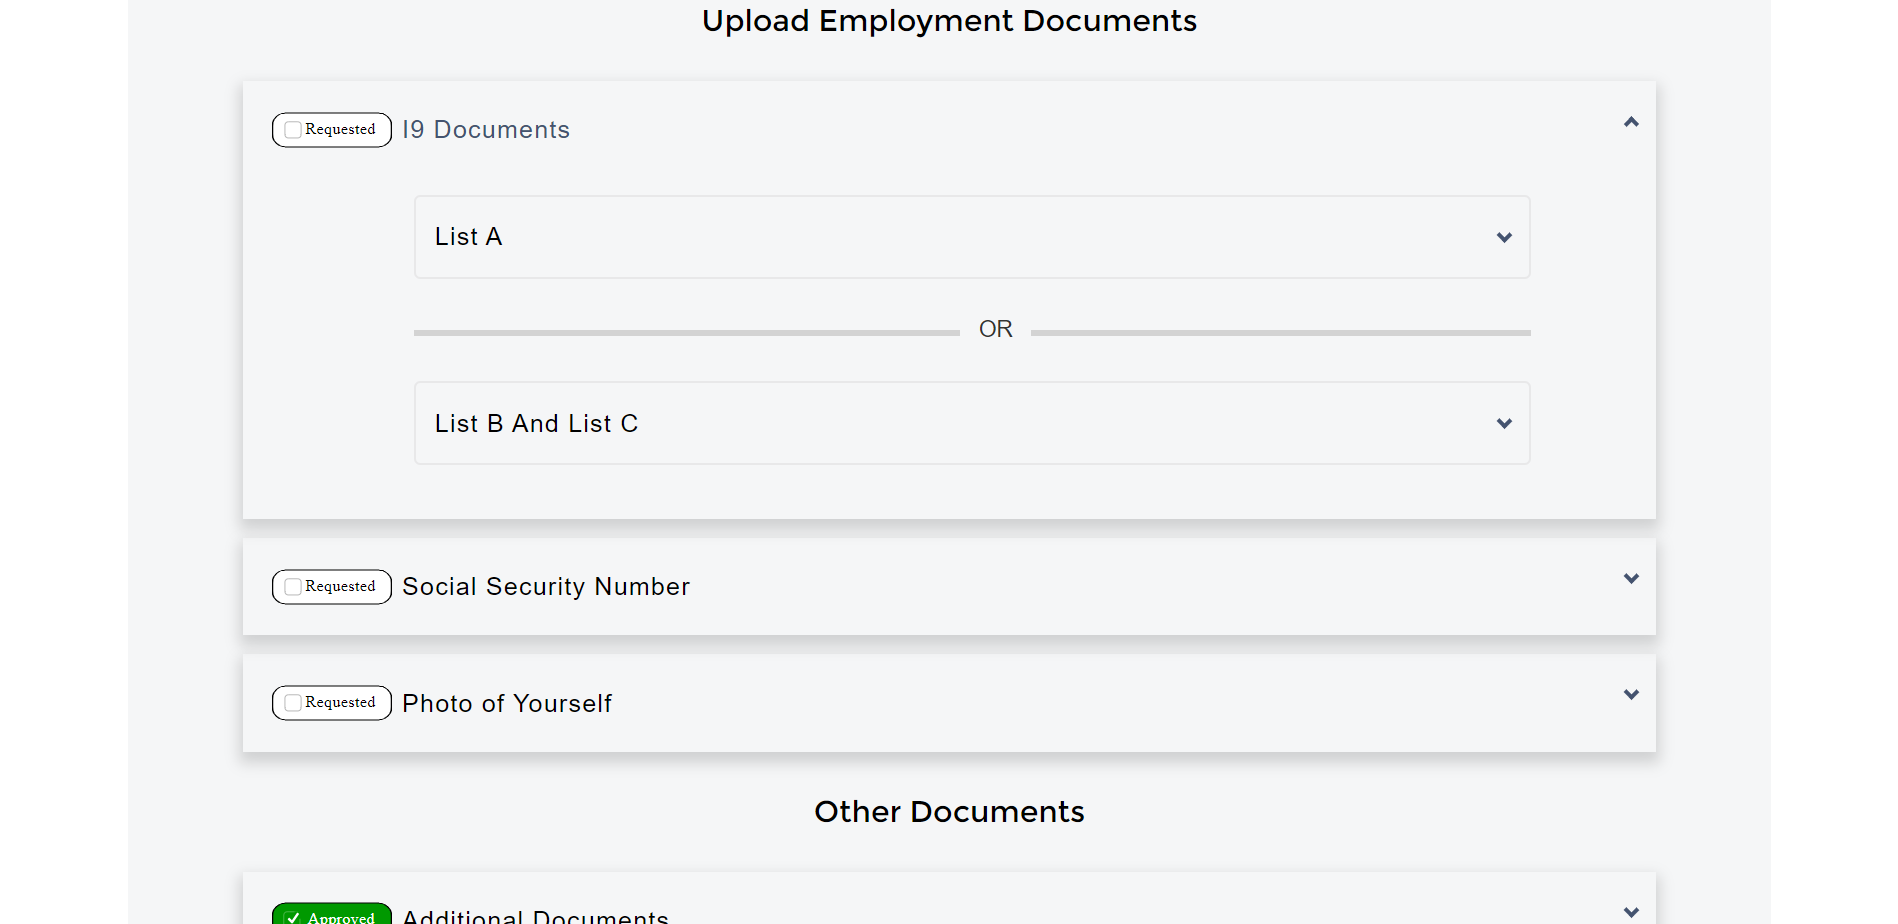 Upload Employment Documents
Requested I9 Documents
List A
OR
List B And List C
Requested Social Security Number
Requested Photo of Yourself
Other Documents
Approved Additional Documents